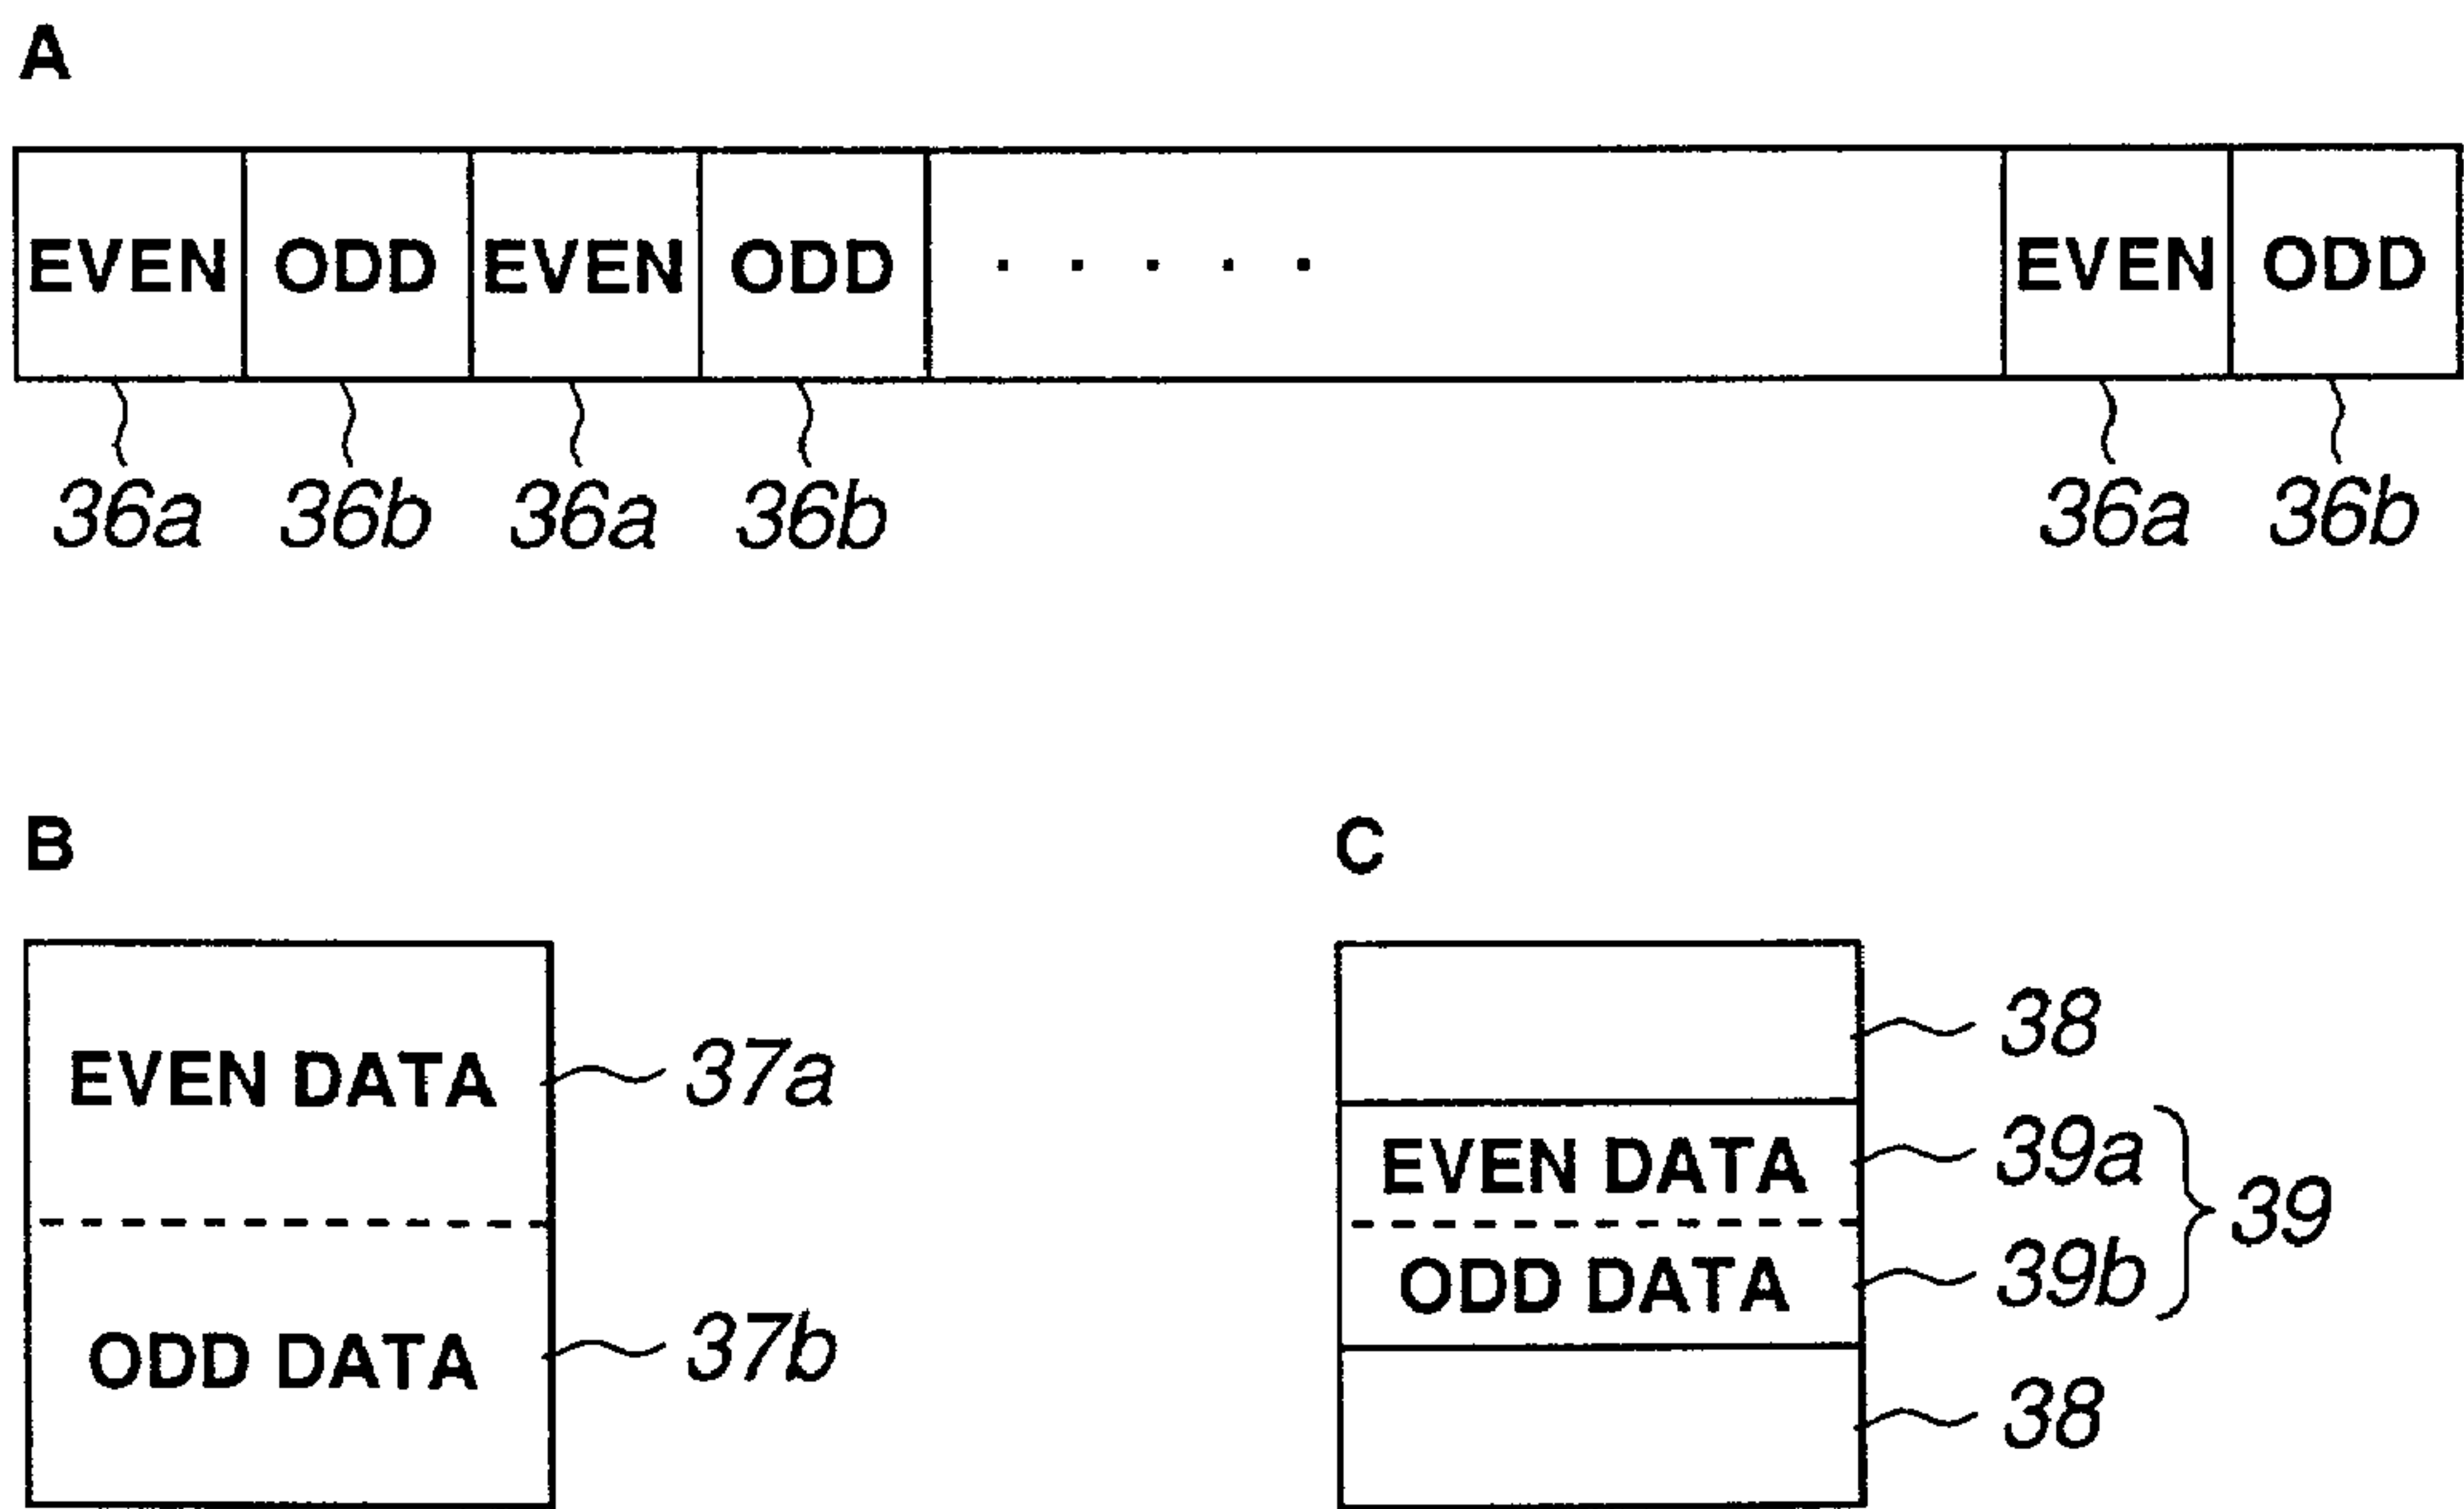 A
EVEN ODD EVEN ODD . . . . . EVEN ODD
36a 36b 36a 36b 36a 36b
B
EVEN DATA 37a
ODD DATA 37b
C
38
EVEN DATA 39a
39
ODD DATA 39b
38